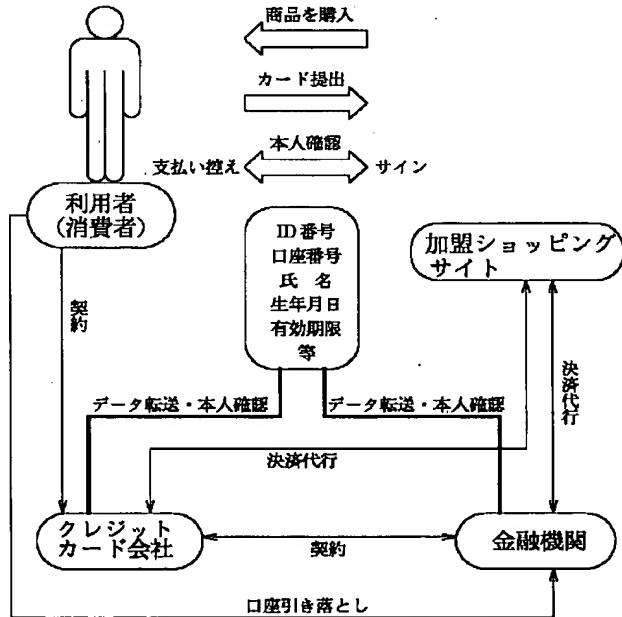 商品を購入
カード提出
本人確認
支払い控え
サイン
利用者
(消費者)
ID番号
口座番号
氏 名
生年月日
有効期限
等
加盟ショッピング
サイト
契約
データ転送・本人確認
データ転送・本人確認
決済代行
決済代行
クレジット
カード会社
契約
金融機関
口座引き落とし